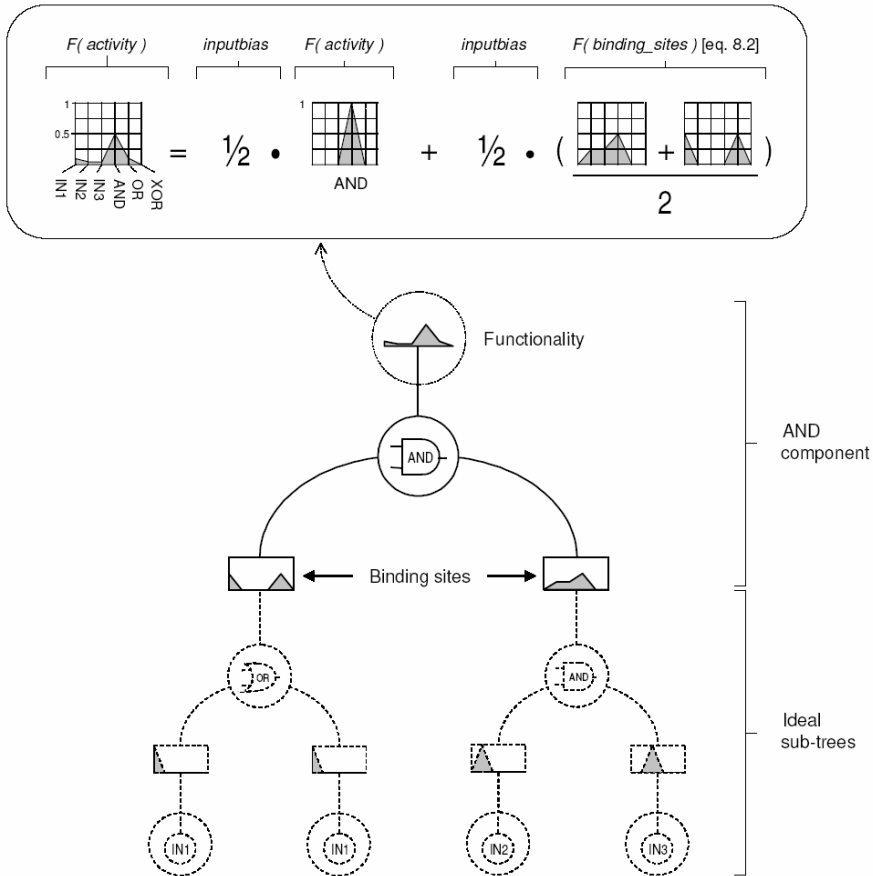 F( activity ) inputbias F( activity ) inputbias F( binding_sites ) [eq. 8.2]
1 1
0.5
= ½ • + ½ • ( + )
IN1 IN2 IN3 AND OR XOR AND 2
Functionality
AND
AND
component
Binding sites
OR AND
Ideal
sub-trees
IN1 IN1 IN2 IN3